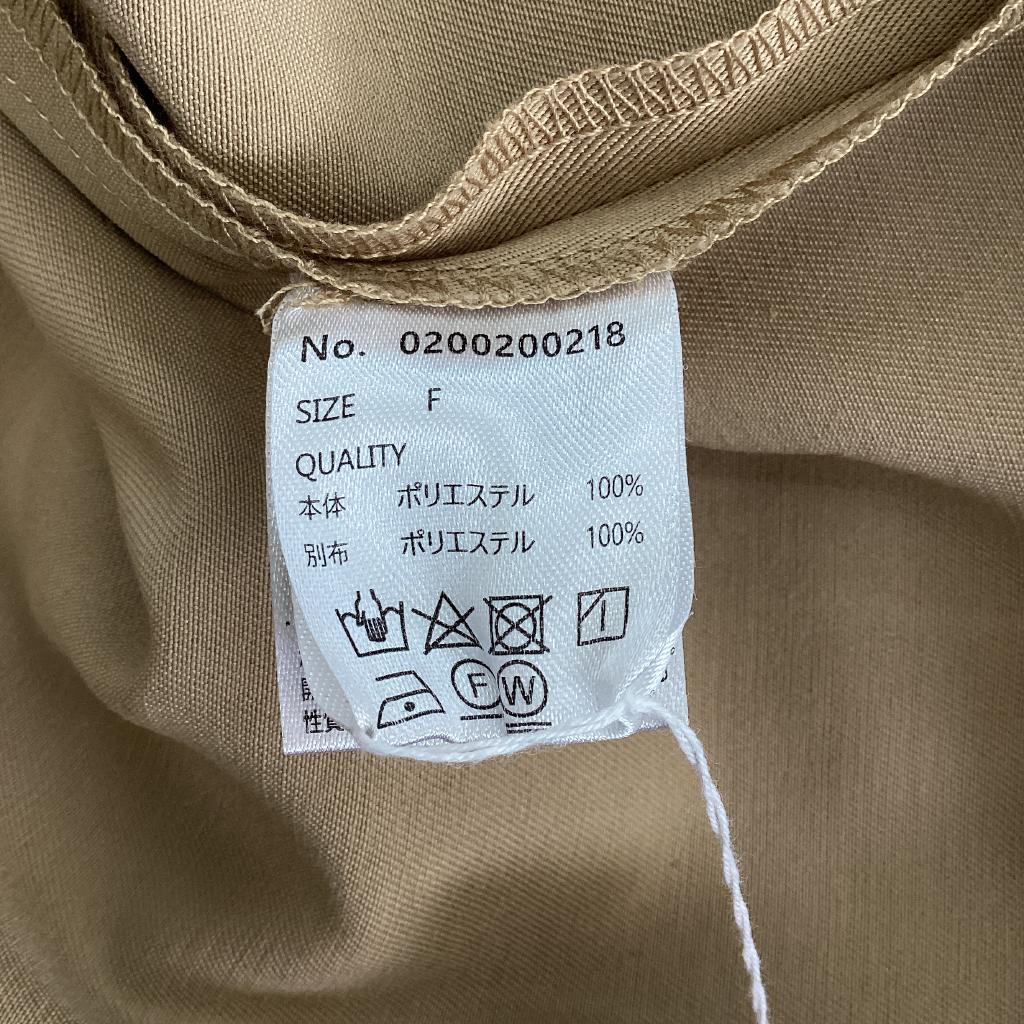 No. 0200200218
SIZE F
QUALITY
本体 ポリエステル 100%
別布 ポリエステル 100%
F W